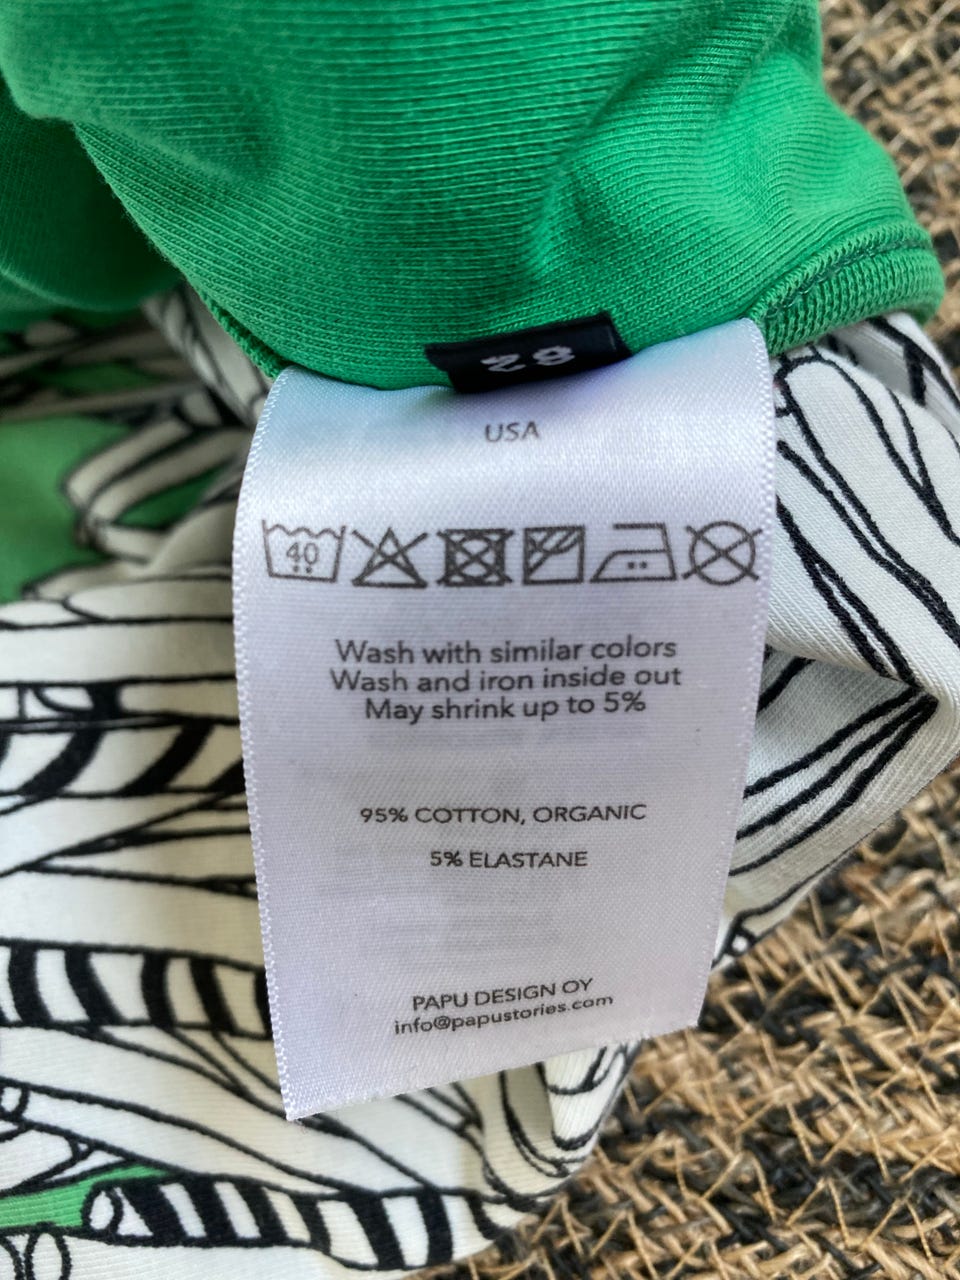 USA
40
Wash with similar colors
Wash and iron inside out
May shrink up to 5%
95% COTTON, ORGANIC
5% ELASTANE
PAPU DESIGN OY
info@papustories.com